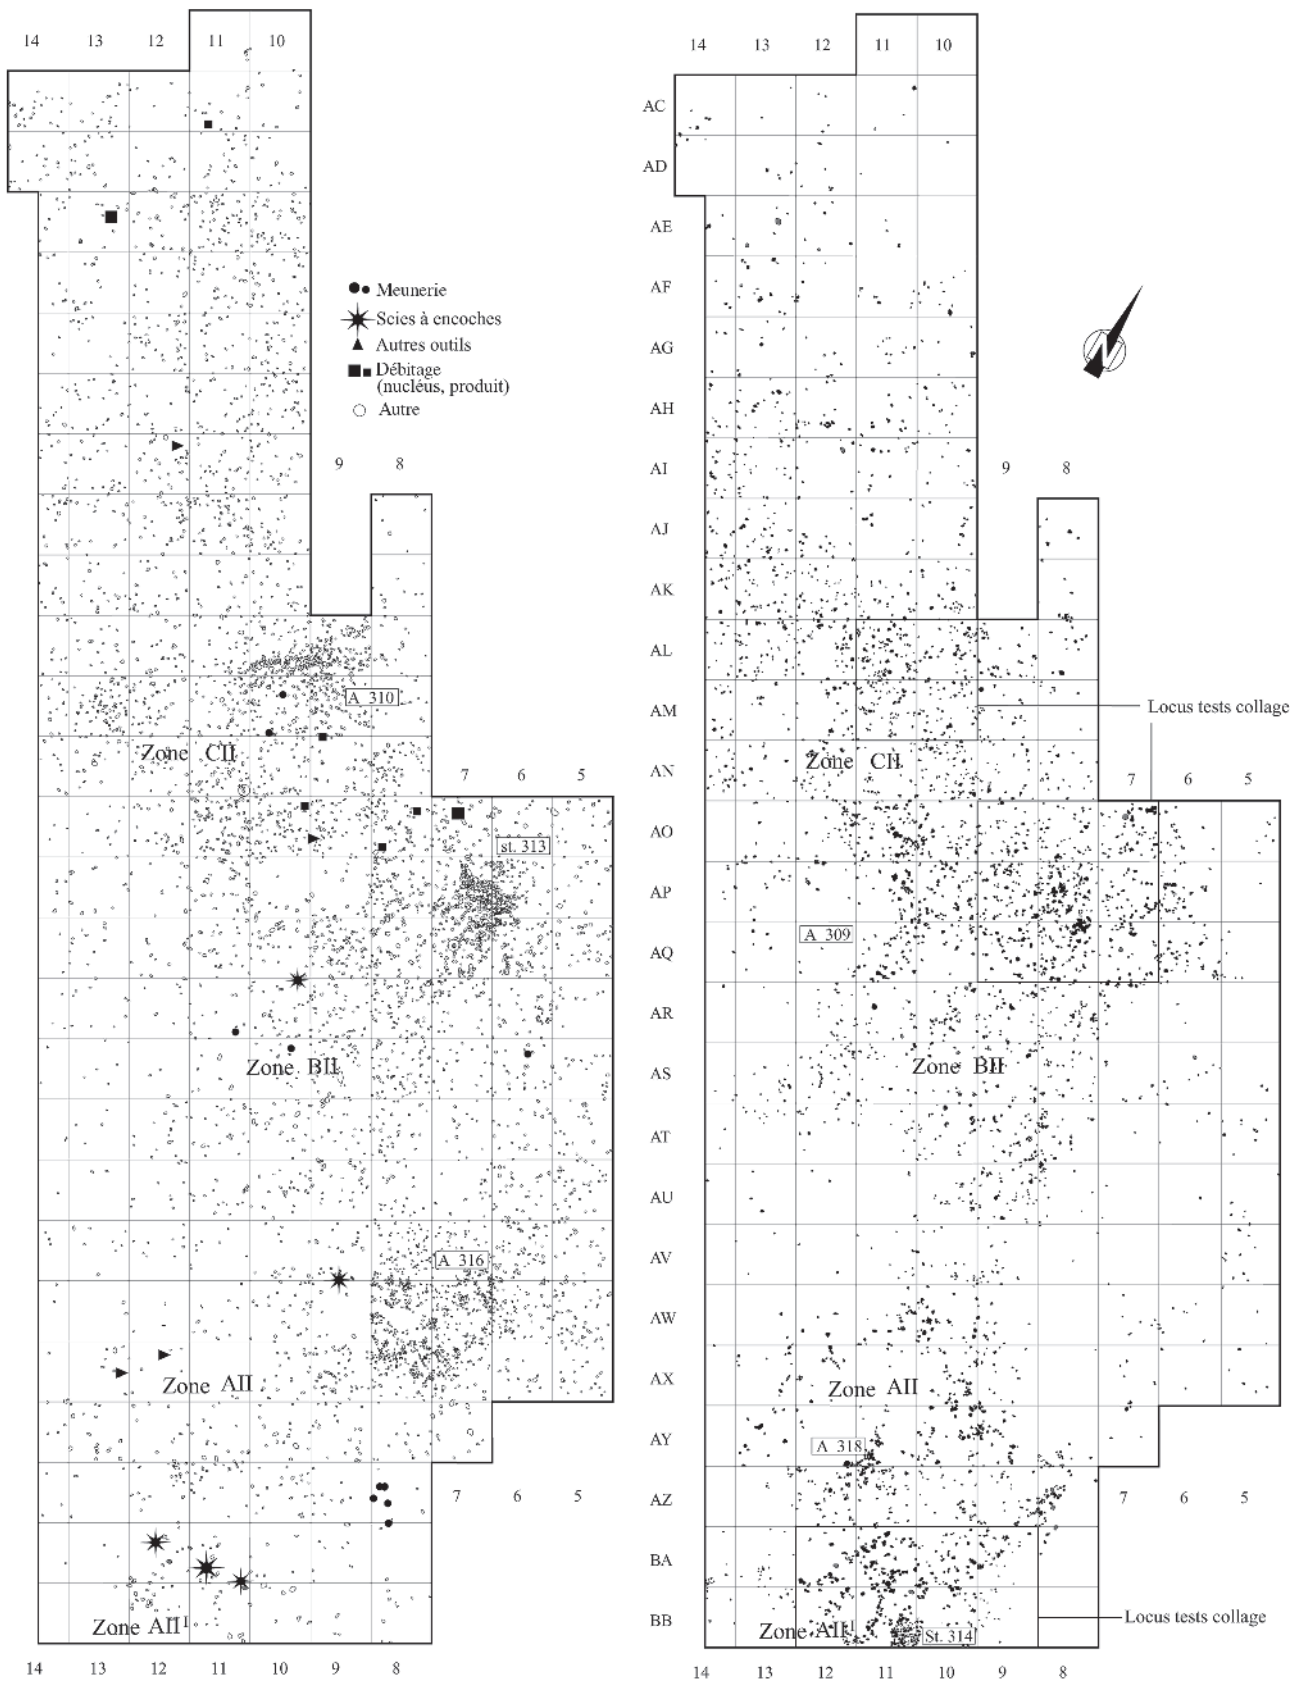 14 13 12 11 10
Meunerie
Scies à encoches
Autres outils
Débitage
(nucléus, produit)
Autre
9 8
A 310
Zone CII
7 6 5
st. 313
Zone BII
A 316
Zone AII
7 6 5
Zone AII I
14 13 12 11 10 9 8
14 13 12 11 10
AC
AD
AE
AF
AG
AH
AI
AJ
AK
AL
AM
AN
AO
AP
AQ
AR
AS
AT
AU
AV
AW
AX
AY
AZ
BA
BB
N
9 8
Locus tests collage
Zone CII
7 6 5
A 309
Zone BII
Zone AII
A 318
7 6 5
Locus tests collage
Zone AII I
St. 314
14 13 12 11 10 9 8